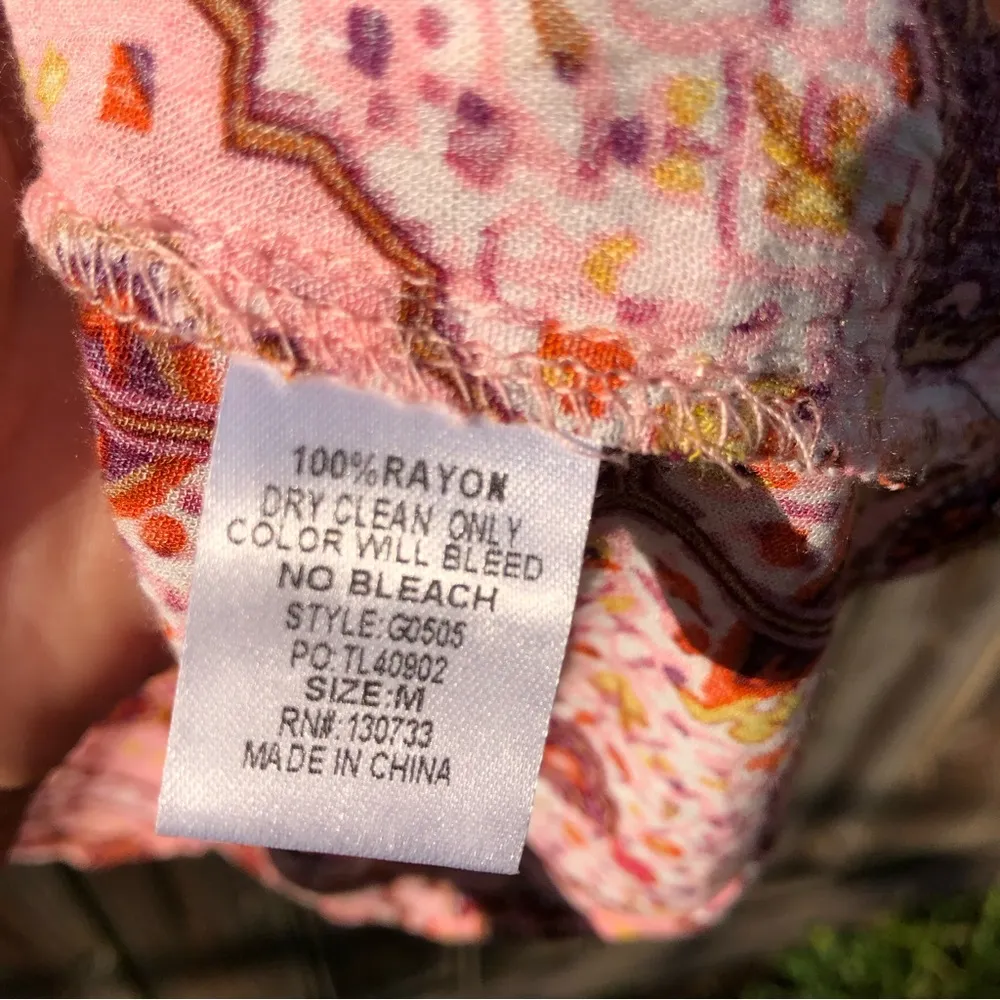 100%RAYON
DRY CLEAN ONLY
COLOR WILL BLEED
NO BLEACH
STYLE:G0505
PO:TL40902
SIZE:M
RN#:130733
MADE IN CHINA